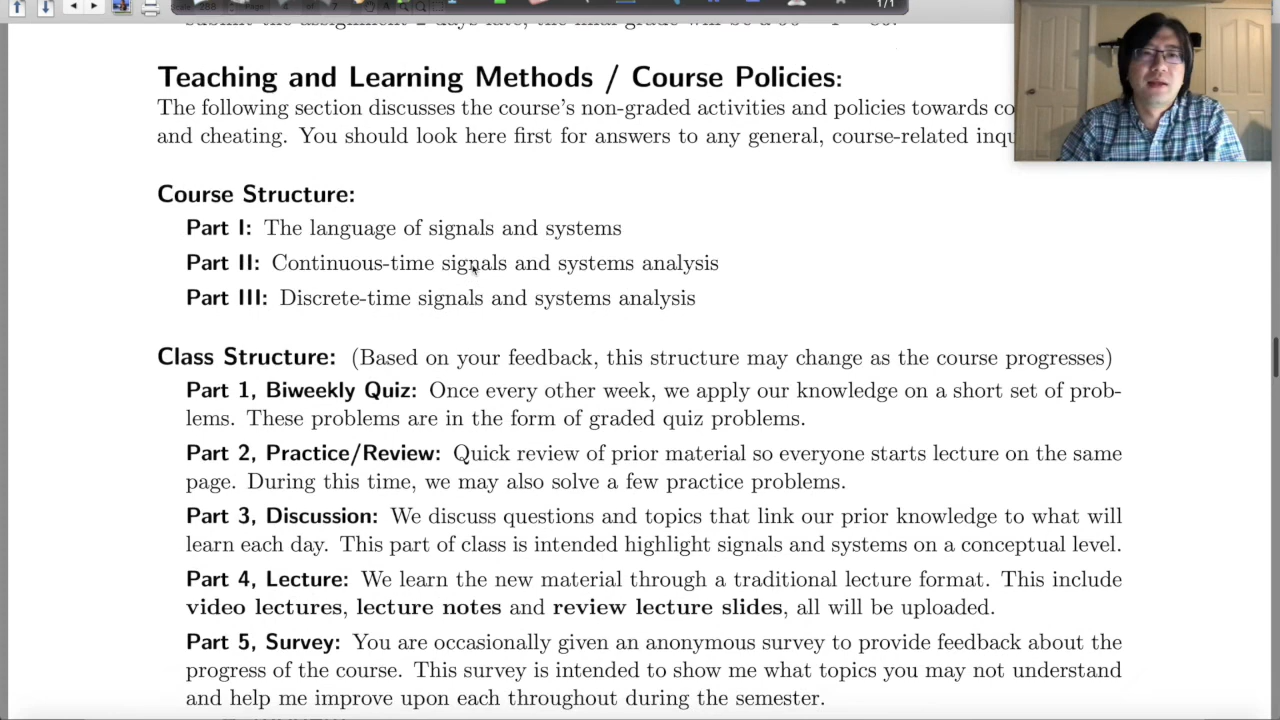 1/1
Teaching and Learning Methods / Course Policies:
The following section discusses the course's non-graded activities and policies towards
and cheating. You should look here first for answers to any general, course-related
Course Structure:
Part I: The language of signals and systems
Part II: Continuous-time signals and systems analysis
Part III: Discrete-time signals and systems analysis
Class Structure: (Based on your feedback, this structure may change as the course progresses)
Part 1, Biweekly Quiz: Once every other week, we apply our knowledge on a short set of prob-
lems. These problems are in the form of graded quiz problems.
Part 2, Practice/Review: Quick review of prior material so everyone starts lecture on the same
page. During this time, we may also solve a few practice problems.
Part 3, Discussion: We discuss questions and topics that link our prior knowledge to what will
learn each day. This part of class is intended highlight signals and systems on a conceptual level.
Part 4, Lecture: We learn the new material through a traditional lecture format. This include
video lectures, lecture notes and review lecture slides, all will be uploaded.
Part 5, Survey: You are occasionally given an anonymous survey to provide feedback about the
progress of the course. This survey is intended to show me what topics you may not understand
and help me improve upon each throughout during the semester.